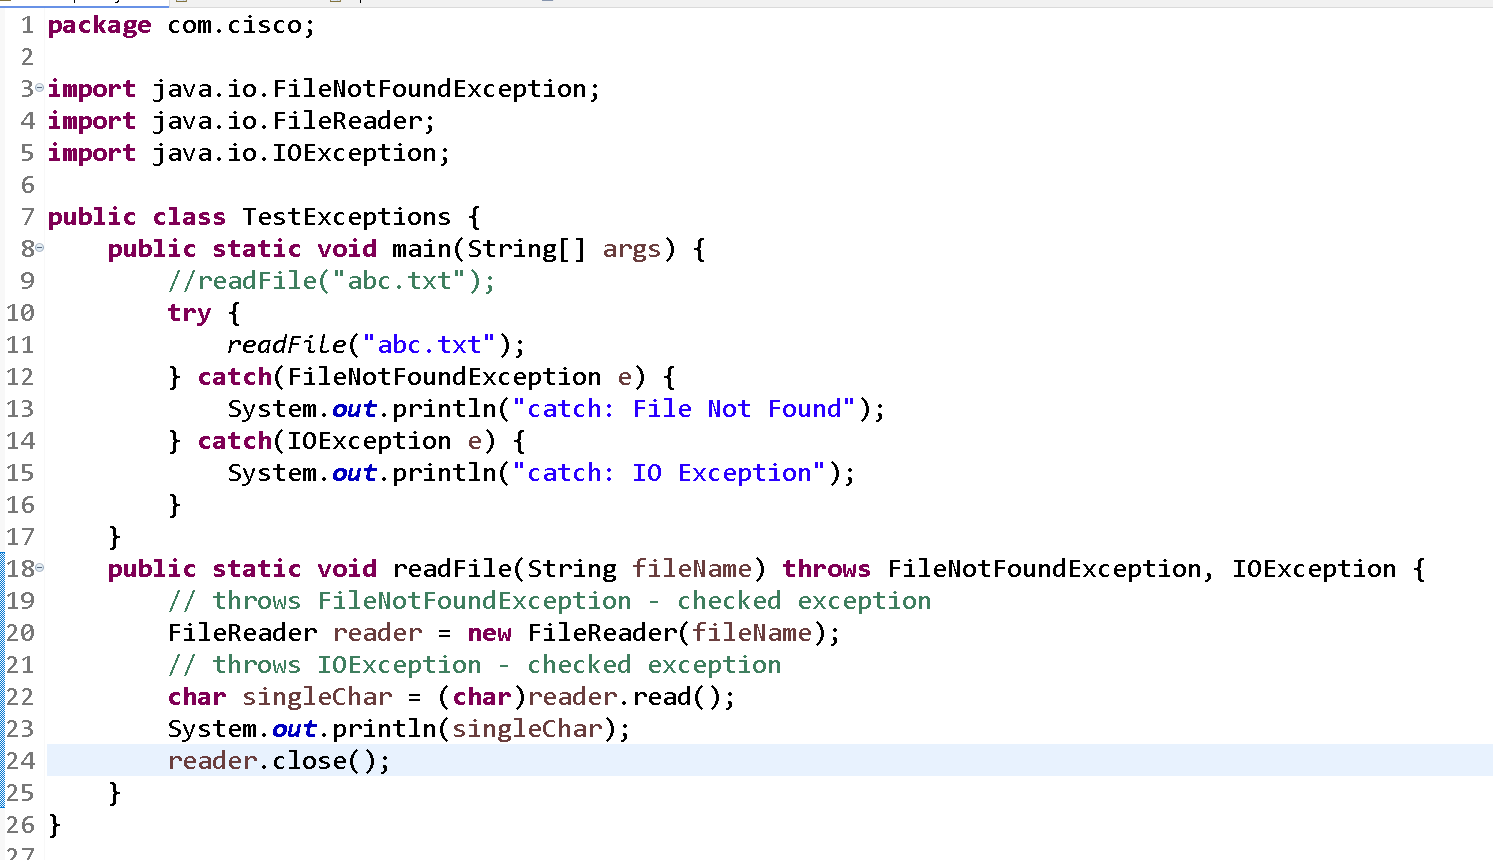 1 package com.cisco;
2
3 import java.io.FileNotFoundException;
4 import java.io.FileReader;
5 import java.io.IOException;
6
7 public class TestExceptions {
8     public static void main(String[] args) {
9         //readFile("abc.txt");
10         try {
11             readFile("abc.txt");
12         } catch(FileNotFoundException e) {
13             System.out.println("catch: File Not Found");
14         } catch(IOException e) {
15             System.out.println("catch: IO Exception");
16         }
17     }
18     public static void readFile(String fileName) throws FileNotFoundException, IOException {
19         // throws FileNotFoundException - checked exception
20         FileReader reader = new FileReader(fileName);
21         // throws IOException - checked exception
22         char singleChar = (char)reader.read();
23         System.out.println(singleChar);
24         reader.close();
25     }
26 }
27